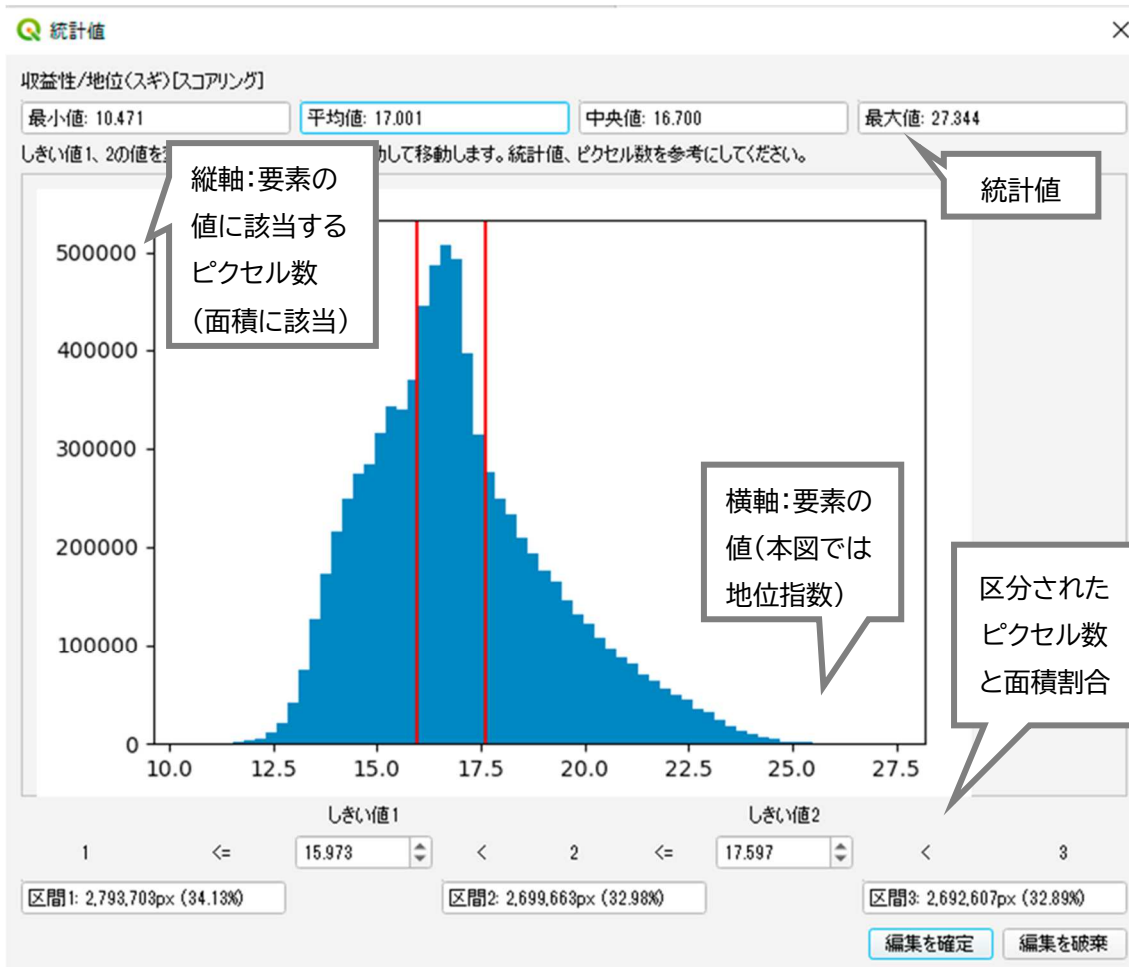 統計値
収益性/地位(スギ)[スコアリング]
最小値: 10.471
平均値: 17.001
中央値: 16.700
最大値: 27.344
しきい値1、2の値を
して移動します。統計値、ピクセル数を参考にしてください。
縦軸：要素の
値に該当する
ピクセル数
（面積に該当）
統計値
500000
400000
300000
200000
100000
0
横軸：要素の
値（本図では
地位指数）
区分された
ピクセル数
と面積割合
10.0 12.5 15.0 17.5 20.0 22.5 25.0 27.5
しきい値1 しきい値2
1 <= 15.973 < 2 <= 17.597 < 3
区間1: 2,793,703px (34.13%)
区間2: 2,699,663px (32.98%)
区間3: 2,692,607px (32.89%)
編集を確定 編集を破棄